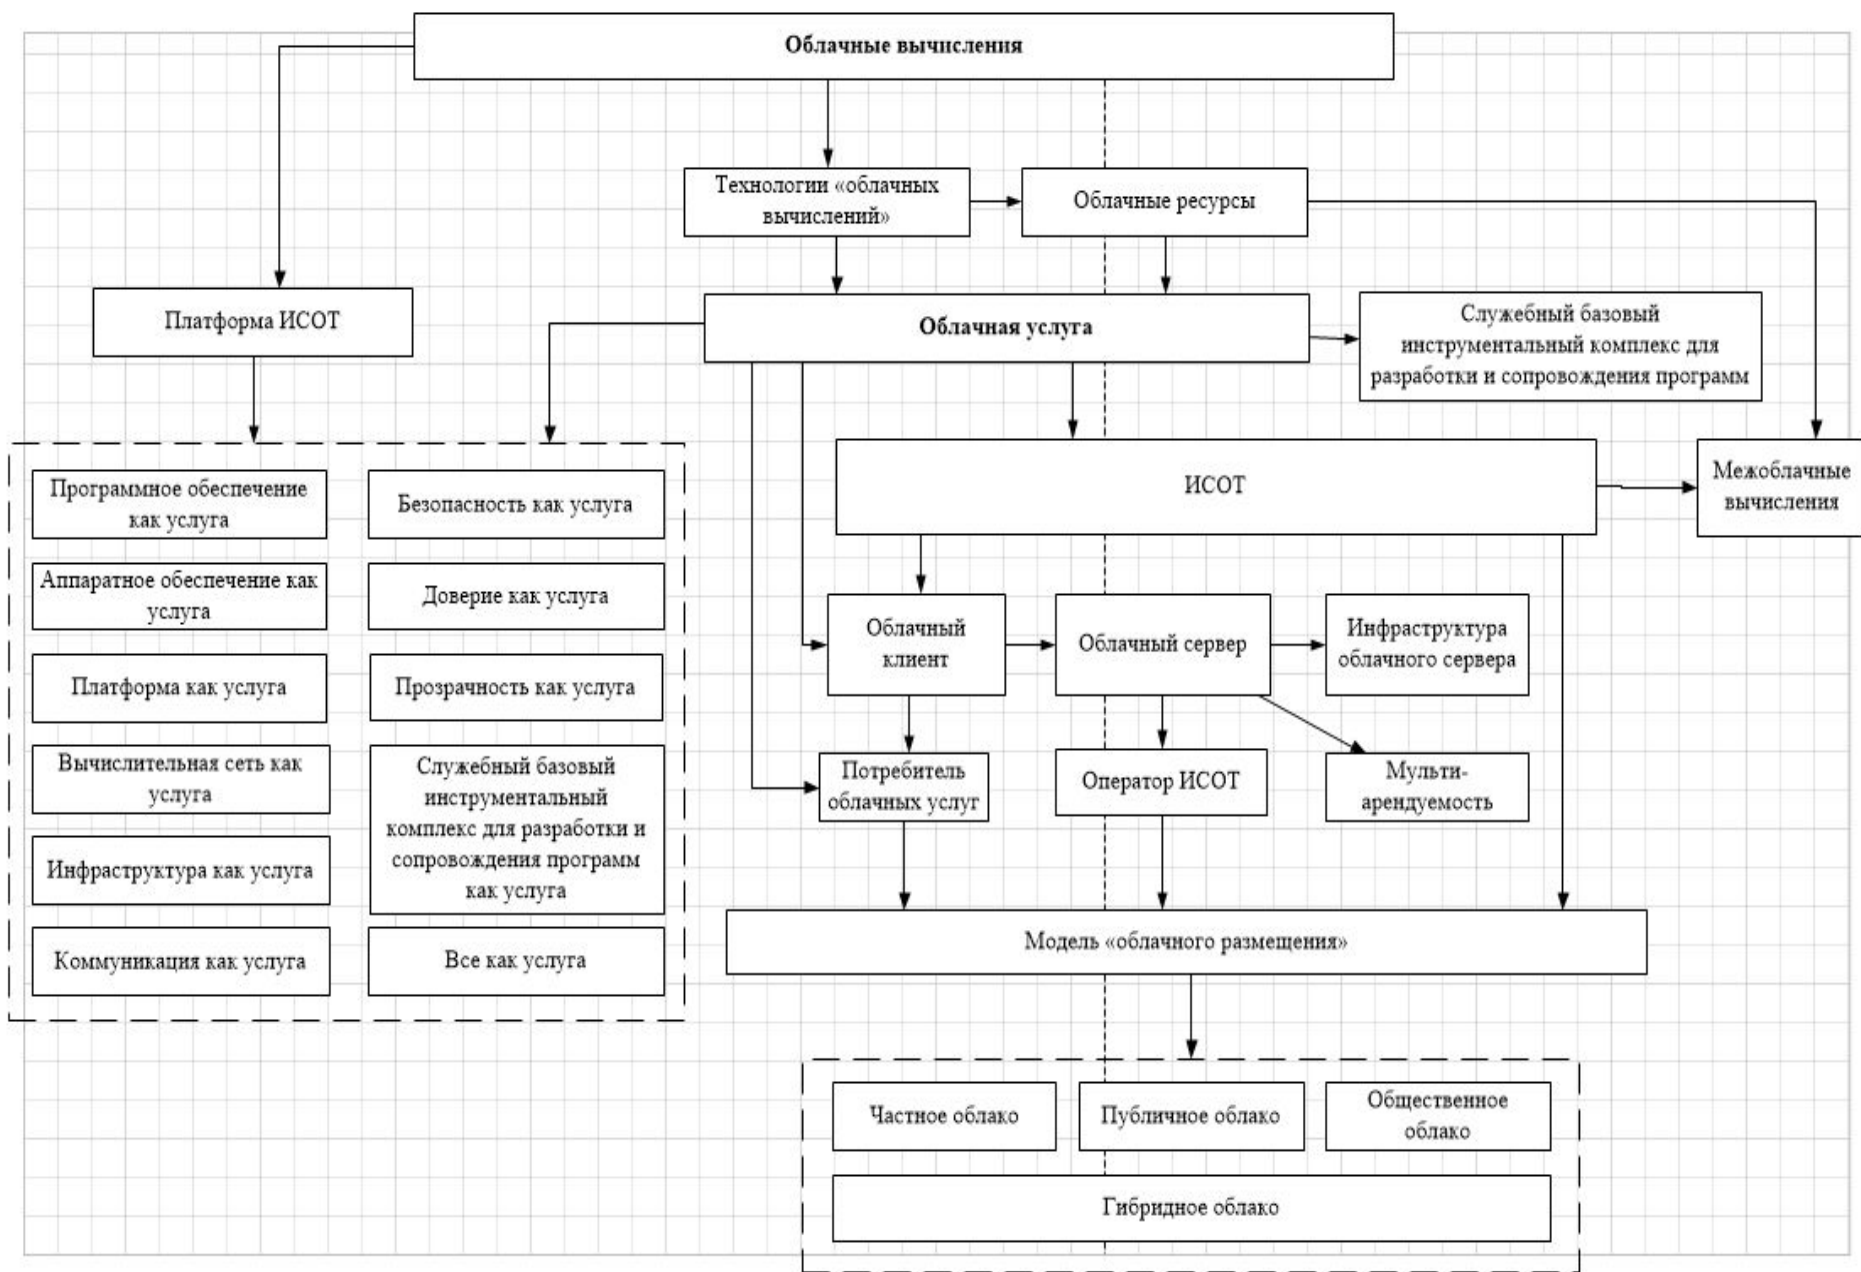 Облачные вычисления
Технологии «облачных
вычислений»
Облачные ресурсы
Платформа ИСОТ
Облачная услуга
Служебный базовый
инструментальный комплекс для
разработки и сопровождения программ
Программное обеспечение
как услуга
Безопасность как услуга
ИСОТ
Межоблачные
вычисления
Аппаратное обеспечение как
услуга
Доверие как услуга
Облачный
клиент
Облачный сервер
Инфраструктура
облачного сервера
Платформа как услуга
Прозрачность как услуга
Вычислительная сеть как
услуга
Служебный базовый
инструментальный
комплекс для разработки и
сопровождения программ
как услуга
Потребитель
облачных услуг
Оператор ИСОТ
Мульти-
арендуемость
Инфраструктура как услуга
Коммуникация как услуга
Все как услуга
Модель «облачного размещения»
Частное облако
Публичное облако
Общественное
облако
Гибридное облако